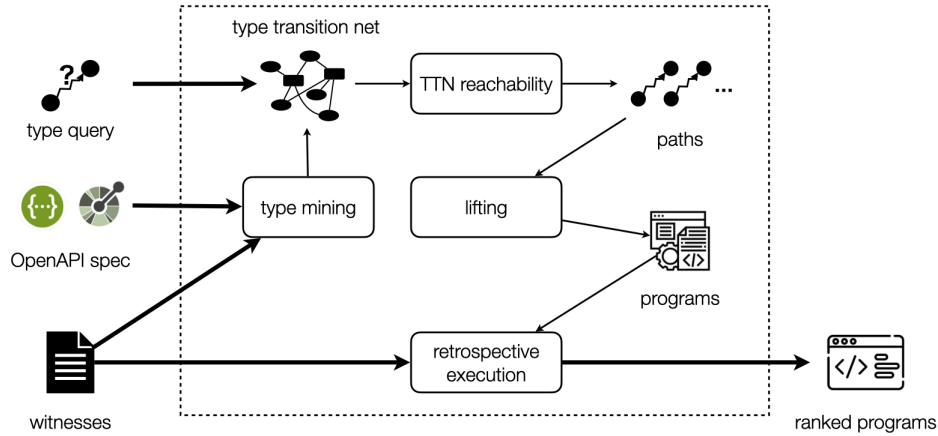 type transition net
?
type query
TTN reachability
...
paths
{...}
OpenAPI spec
type mining
lifting
</>
programs
witnesses
retrospective
execution
</>
ranked programs